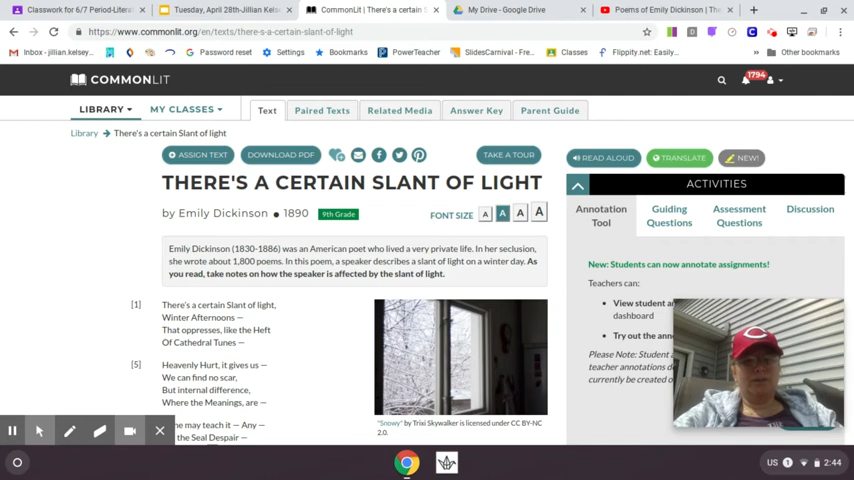 Classwork for 6/7 Period-Litera
Tuesday, April 28th-Jillian Kelse
CommonLit | There's a certain S
My Drive - Google Drive
Poems of Emily Dickinson | The
https://www.commonlit.org/en/texts/there-s-a-certain-slant-of-light
Inbox - jillian.kelsey
Password reset
Settings
Bookmarks
PowerTeacher
SlidesCarnival - Fre...
Classes
Flippity.net: Easily...
Other bookmarks
COMMONLIT
1794
LIBRARY
MY CLASSES
Text
Paired Texts
Related Media
Answer Key
Parent Guide
Library → There's a certain Slant of light
ASSIGN TEXT
DOWNLOAD PDF
TAKE A TOUR
THERE'S A CERTAIN SLANT OF LIGHT
by Emily Dickinson ● 1890 9th Grade
FONT SIZE A A A A
Emily Dickinson (1830-1886) was an American poet who lived a very private life. In her seclusion,
she wrote about 1,800 poems. In this poem, a speaker describes a slant of light on a winter day. As
you read, take notes on how the speaker is affected by the slant of light.
[1] There's a certain Slant of light,
Winter Afternoons —
That oppresses, like the Heft
Of Cathedral Tunes —
[5] Heavenly Hurt, it gives us —
We can find no scar,
But internal difference,
Where the Meanings, are —
ne may teach it — Any —
the Seal Despair —
"Snowy" by Trixi Skywalker is licensed under CC BY-NC
2.0.
READ ALOUD
TRANSLATE
NEW!
ACTIVITIES
Annotation
Tool
Guiding
Questions
Assessment
Questions
Discussion
New: Students can now annotate assignments!
Teachers can:
• View student a
dashboard
• Try out the ann
Please Note: Student
teacher annotations d
currently be created o
C
US 1 2:44